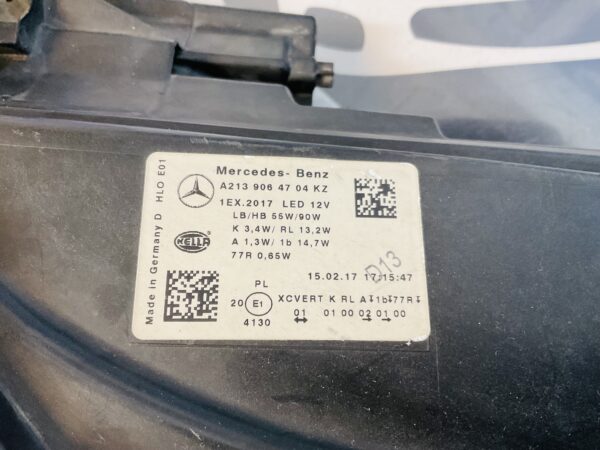 Mercedes- Benz
A213 906 47 04 KZ
1EX.2017 LED 12V
LB/HB 55W/90W
K 3,4W/ RL 13,2W
A 1,3W/ 1b 14,7W
77R 0,65W
HELLA
Made in Germany D HLO E01
D13
15.02.17 17:15:47
PL
20 E1 XCVERT K RL A 1b 77R
4130 01 01 00 02 01 00